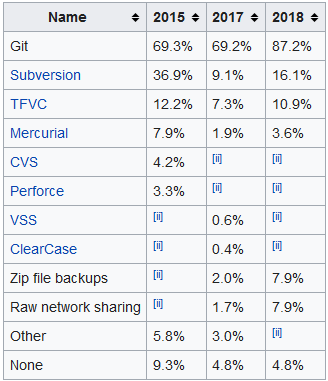 Name 2015 2017 2018
Git 69.3% 69.2% 87.2%
Subversion 36.9% 9.1% 16.1%
TFVC 12.2% 7.3% 10.9%
Mercurial 7.9% 1.9% 3.6%
CVS 4.2% [ii] [ii]
Perforce 3.3% [ii] [ii]
VSS [ii] 0.6% [ii]
ClearCase [ii] 0.4% [ii]
Zip file backups [ii] 2.0% 7.9%
Raw network sharing [ii] 1.7% 7.9%
Other 5.8% 3.0% [ii]
None 9.3% 4.8% 4.8%